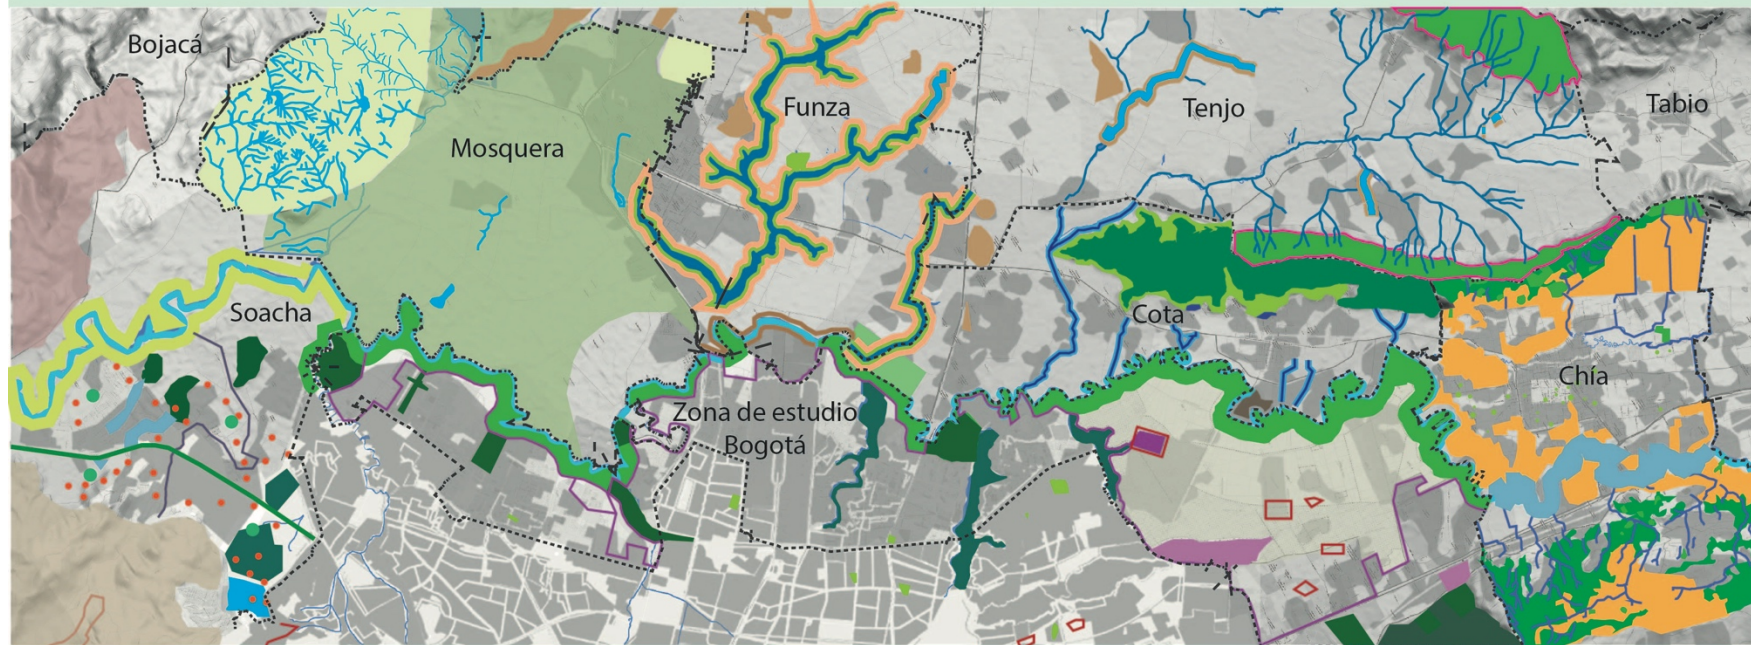 Bojacá
Mosquera
Funza
Tenjo
Tabio
Soacha
Cota
Chía
Zona de estudio
Bogotá